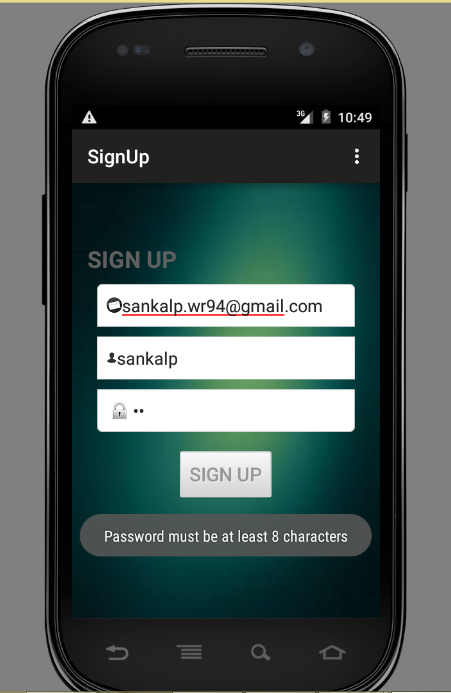 3G 10:49
SignUp
SIGN UP
sankalp.wr94@gmail.com
sankalp
••
SIGN UP
Password must be at least 8 characters